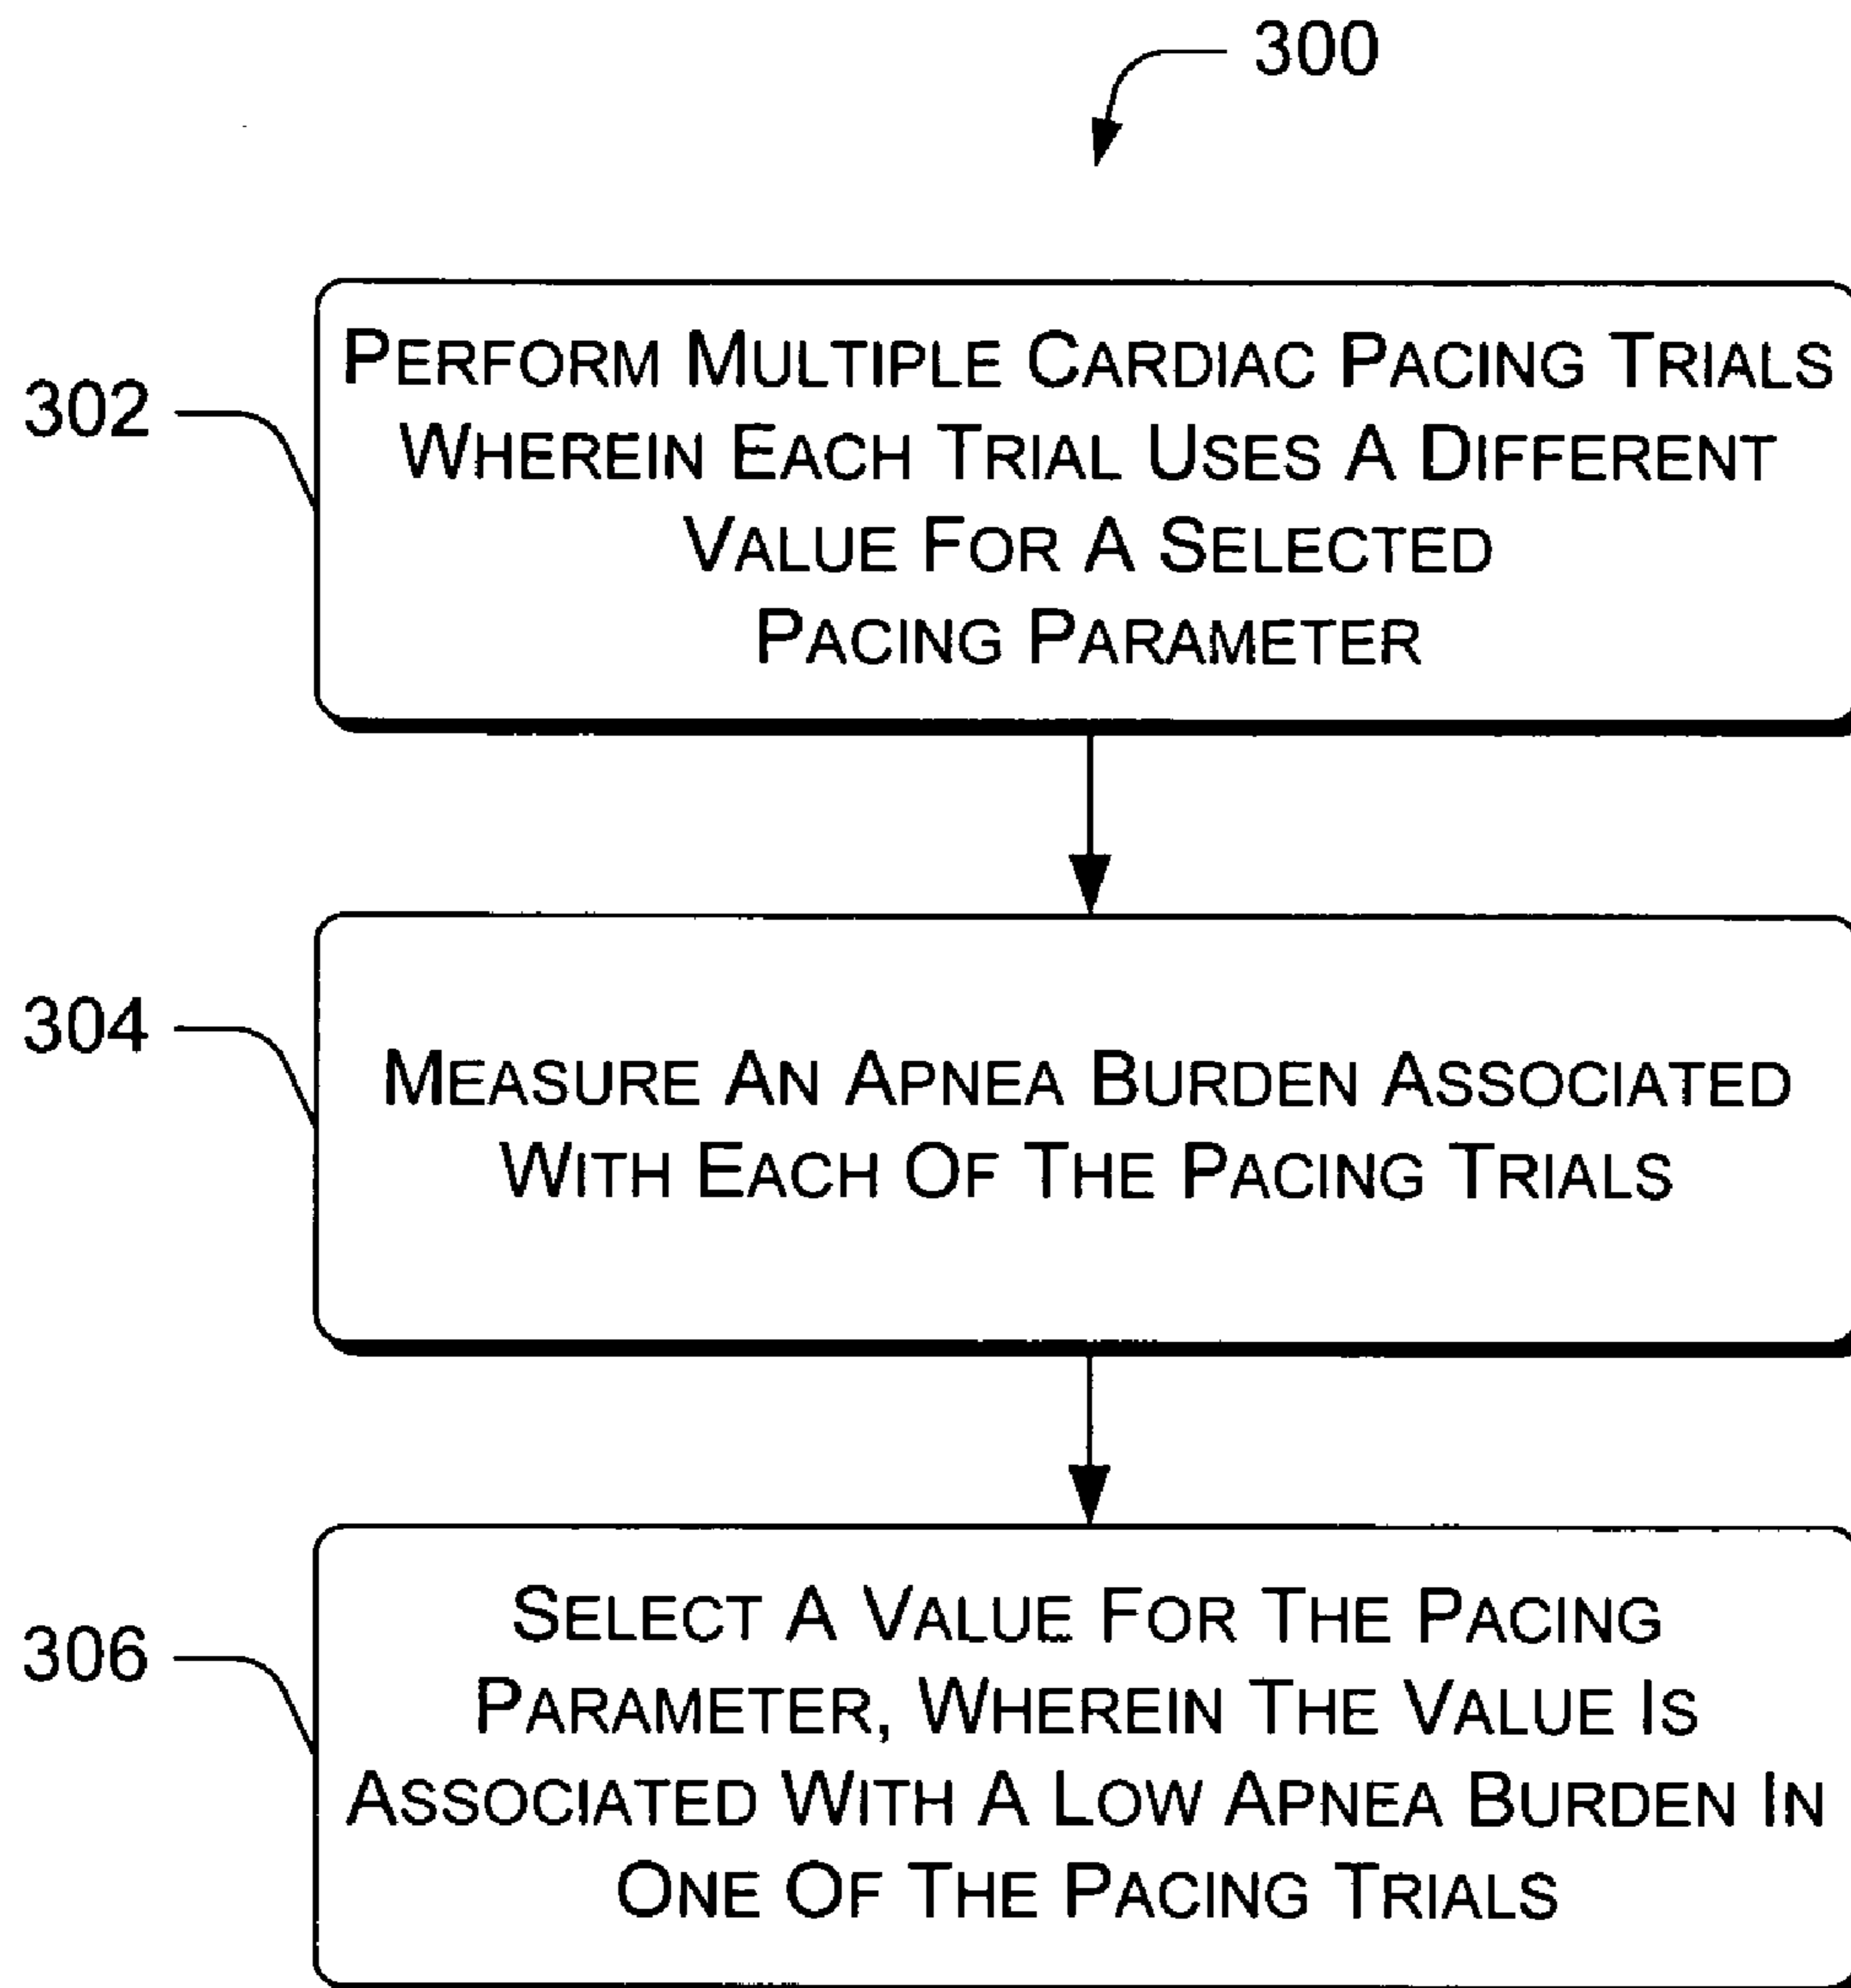 300
302
PERFORM MULTIPLE CARDIAC PACING TRIALS
WHEREIN EACH TRIAL USES A DIFFERENT
VALUE FOR A SELECTED
PACING PARAMETER
304
MEASURE AN APNEA BURDEN ASSOCIATED
WITH EACH OF THE PACING TRIALS
306
SELECT A VALUE FOR THE PACING
PARAMETER, WHEREIN THE VALUE IS
ASSOCIATED WITH A LOW APNEA BURDEN IN
ONE OF THE PACING TRIALS